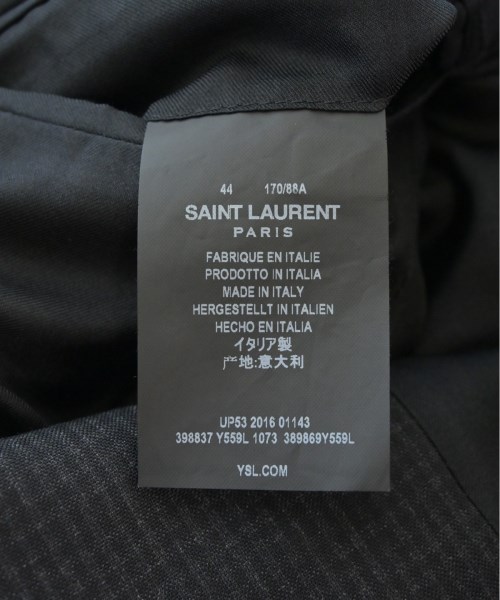 44 170/88A
SAINT LAURENT
PARIS
FABRIQUE EN ITALIE
PRODOTTO IN ITALIA
MADE IN ITALY
HERGESTELLT IN ITALIEN
HECHO EN ITALIA
イタリア製
产地:意大利
UP53 2016 01143
398837 Y559L 1073 389869Y559L
YSL.COM